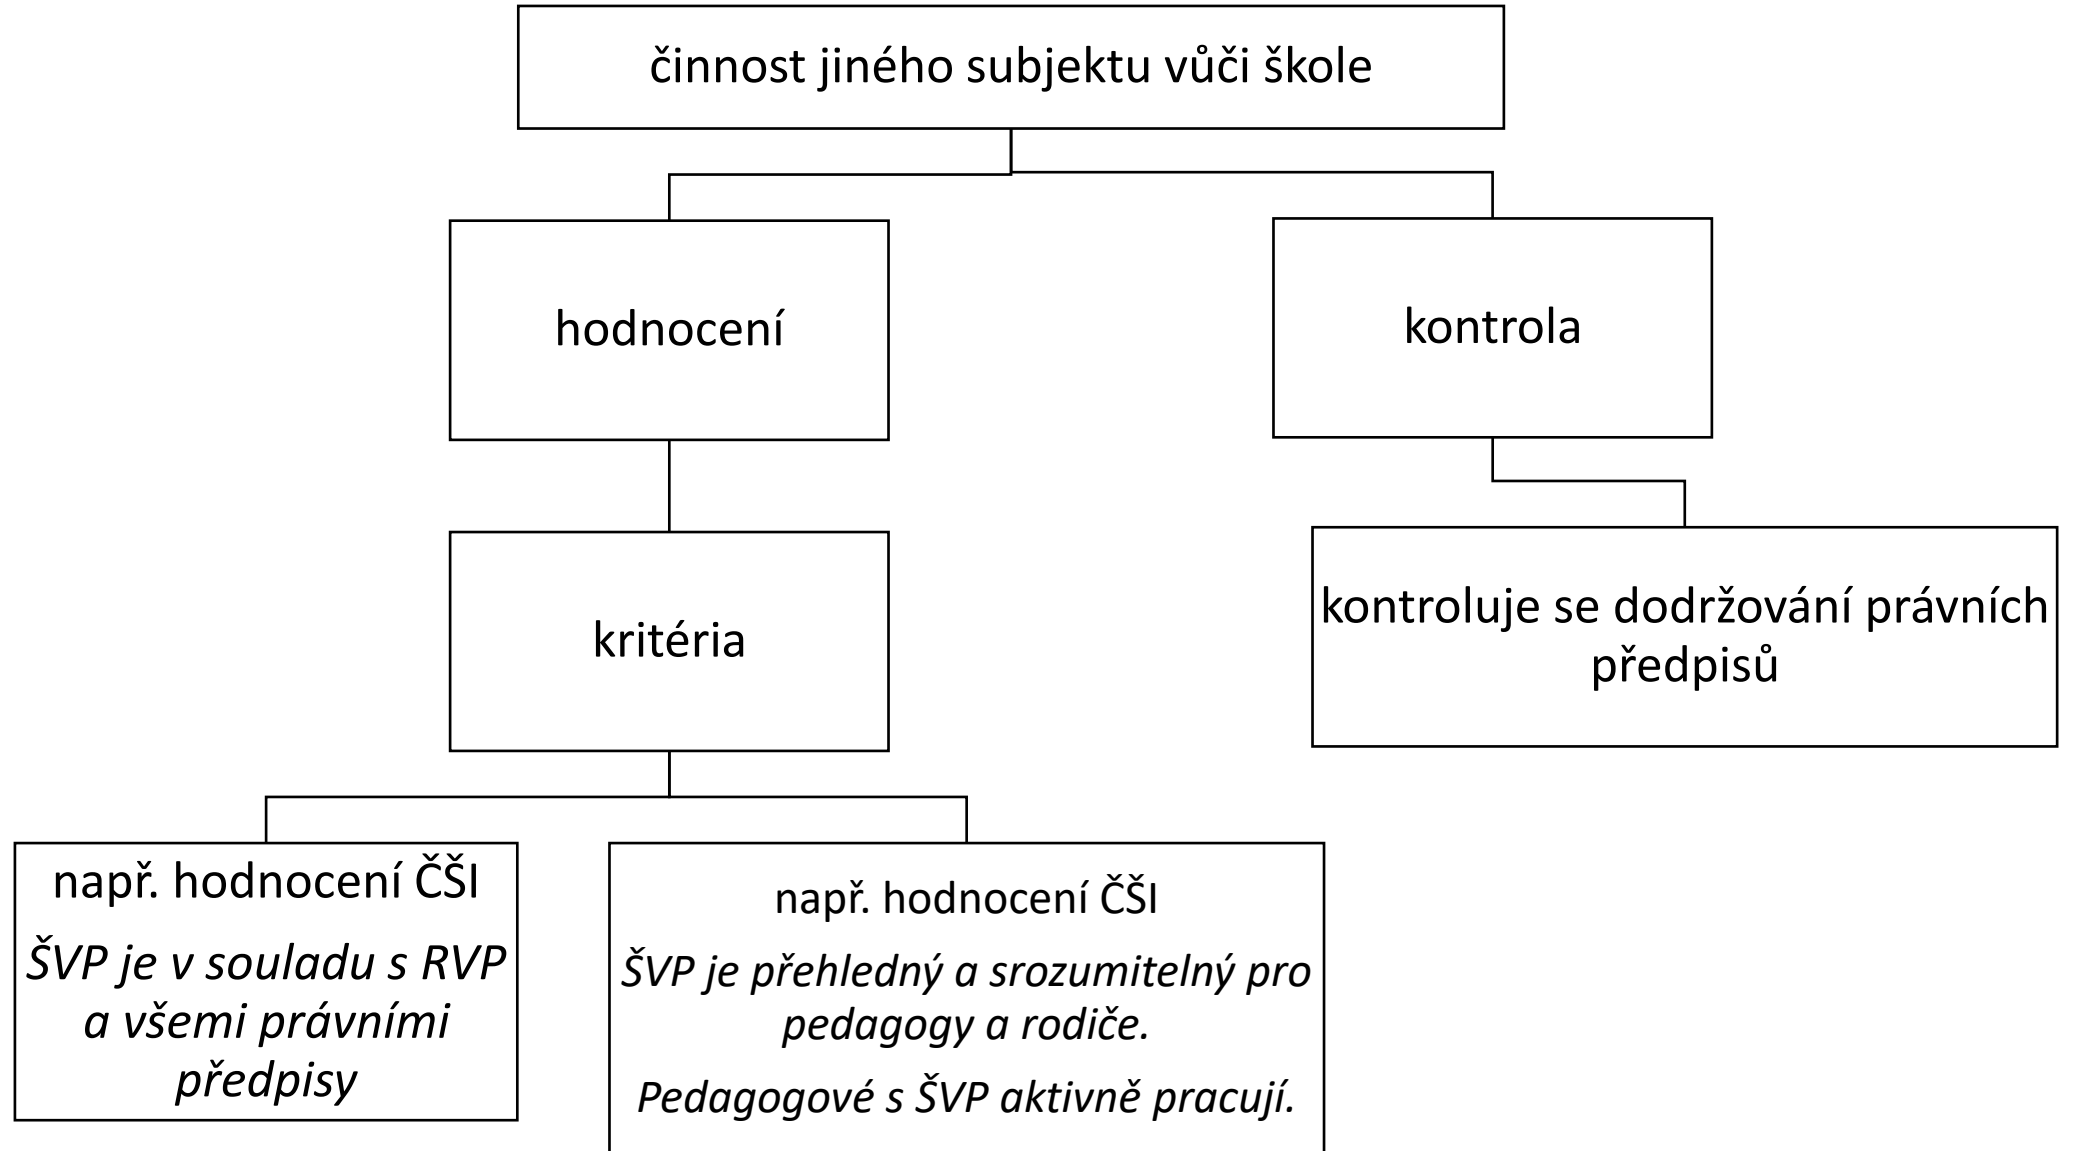 činnost jiného subjektu vůči škole
hodnocení
kontrola
kritéria
kontroluje se dodržování právních
předpisů
např. hodnocení ČŠI
ŠVP je v souladu s RVP
a všemi právními
předpisy
např. hodnocení ČŠI
ŠVP je přehledný a srozumitelný pro
pedagogy a rodiče.
Pedagogové s ŠVP aktivně pracují.